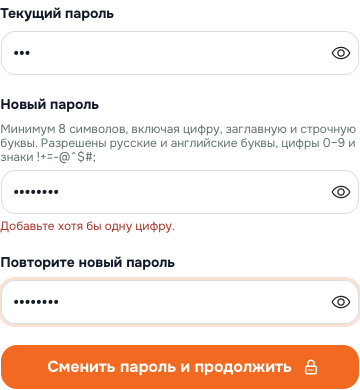 Текущий пароль
•••
Новый пароль
Минимум 8 символов, включая цифру, заглавную и строчную
буквы. Разрешены русские и английские буквы, цифры 0–9 и
знаки !+=-@^$#;
••••••••
Добавьте хотя бы одну цифру.
Повторите новый пароль
••••••••
Сменить пароль и продолжить